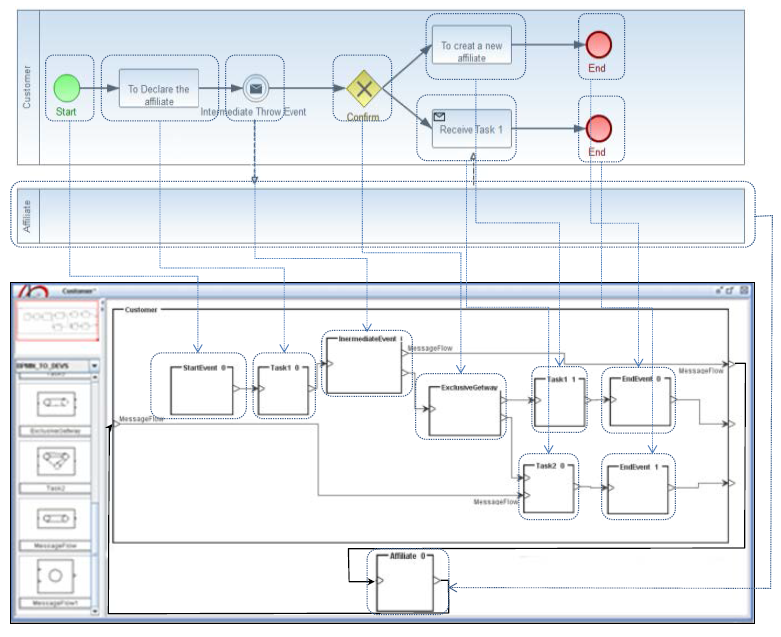 Customer
Start
To Declare the
affiliate
Intermediate Throw Event
Confirm
To creat a new
affiliate
End
Receive Task 1
End
Affiliate
Customer*
BPMN_TO_DEVS
ExclusiveGetway
Task2
MessageFlow
MessageFlow1
Customer
StartEvent 0
Task1 0
InermediateEvent
MessageFlow
ExclusiveGetway
Task1 1
EndEvent 0
MessageFlow
MessageFlow
Task2 0
EndEvent 1
MessageFlow
Affiliate 0